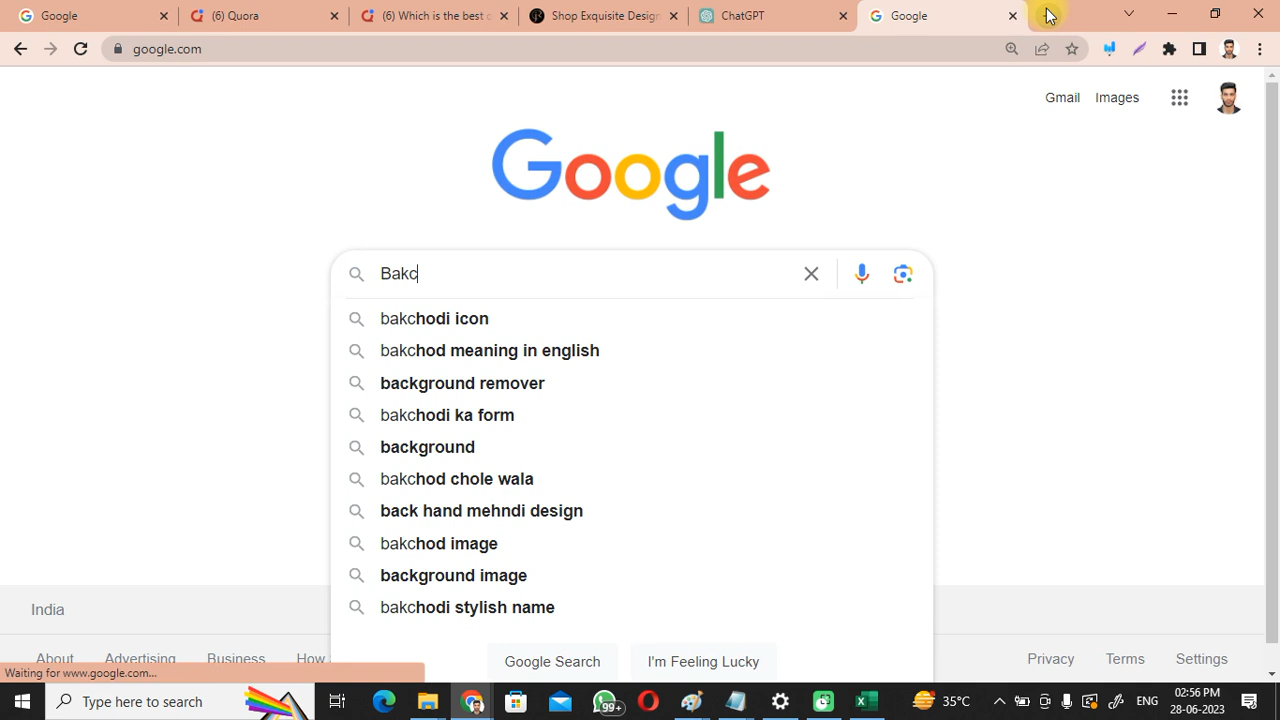 Google
(6) Quora
(6) Which is the best c
Shop Exquisite Design
ChatGPT
Google
google.com
Gmail
Images
Google
Bakc
bakchodi icon
bakchod meaning in english
background remover
bakchodi ka form
background
bakchod chole wala
back hand mehndi design
bakchod image
background image
bakchodi stylish name
Google Search
I'm Feeling Lucky
India
About
Advertising
Business
How
Privacy
Terms
Settings
Waiting for www.google.com...
Type here to search
99+
35°C
ENG
02:56 PM
28-06-2023